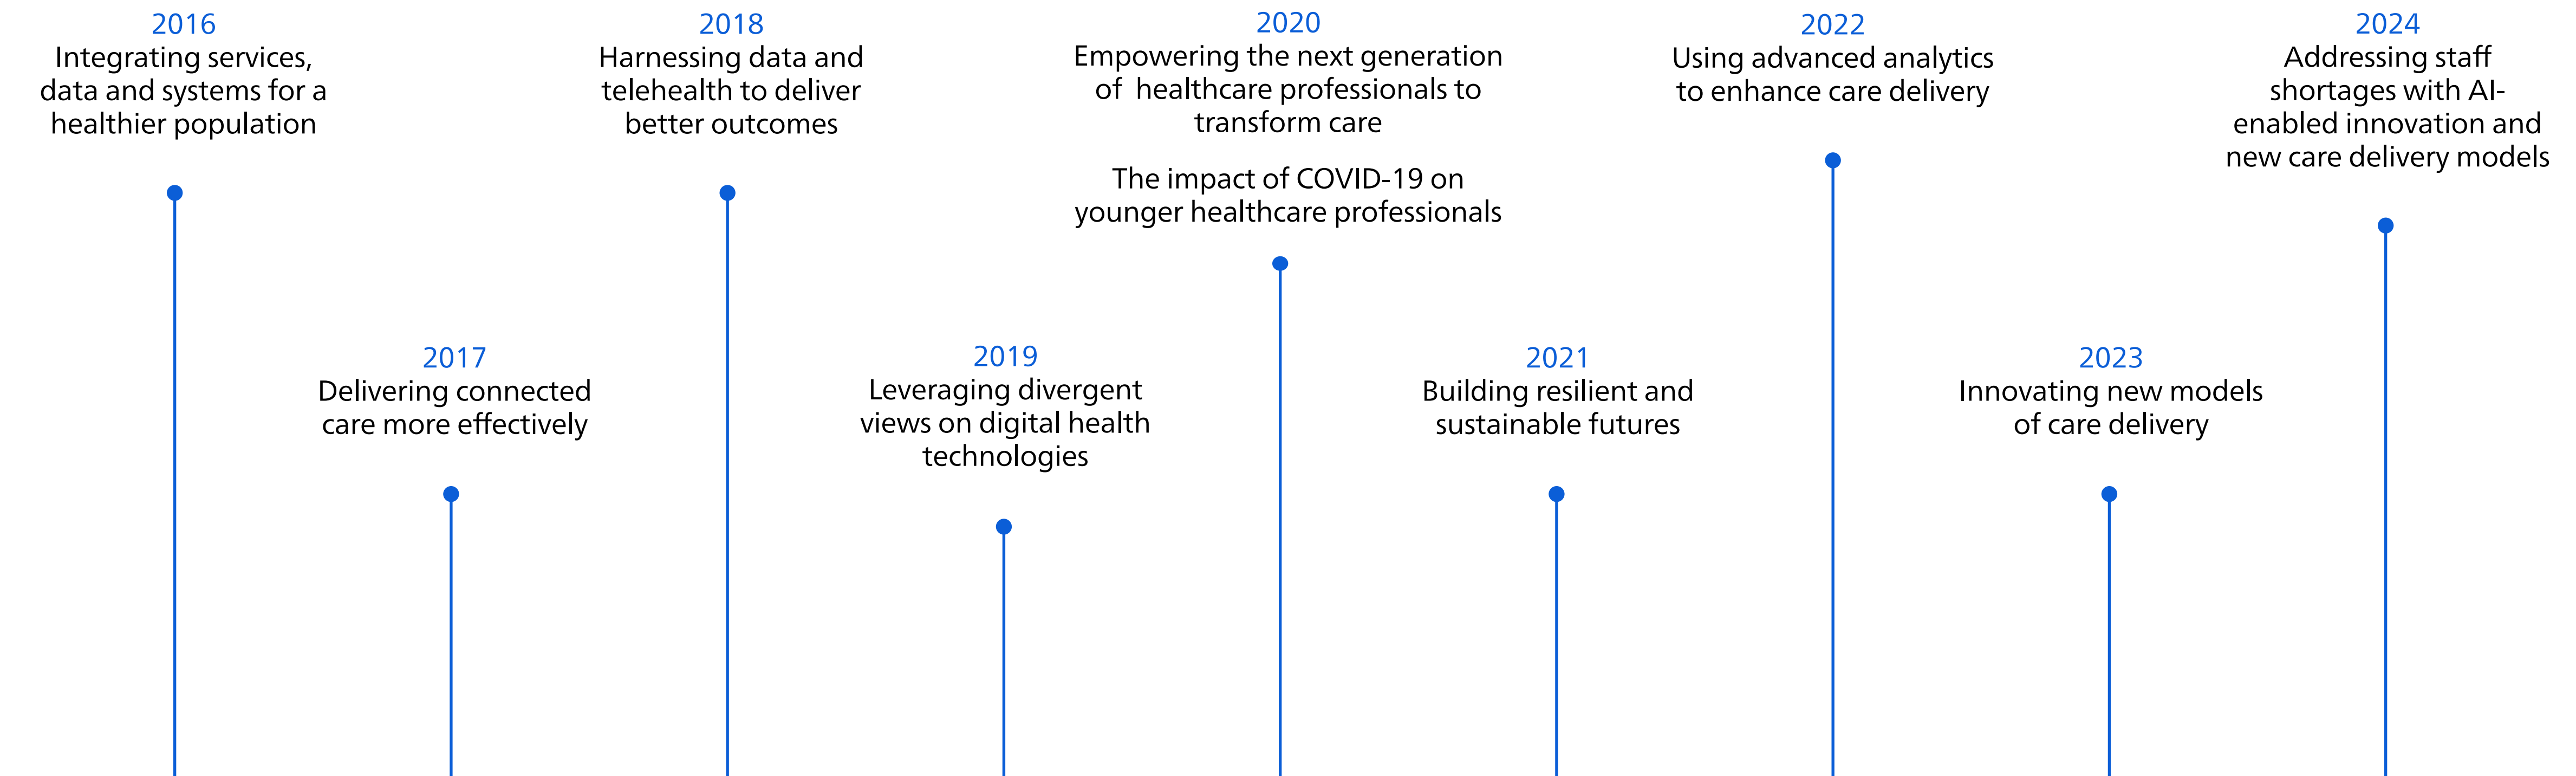 2016
Integrating services,
data and systems for a
healthier population
2017
Delivering connected
care more effectively
2018
Harnessing data and
telehealth to deliver
better outcomes
2019
Leveraging divergent
views on digital health
technologies
2020
Empowering the next generation
of healthcare professionals to
transform care
The impact of COVID-19 on
younger healthcare professionals
2021
Building resilient and
sustainable futures
2022
Using advanced analytics
to enhance care delivery
2023
Innovating new models
of care delivery
2024
Addressing staff
shortages with AI-
enabled innovation and
new care delivery models